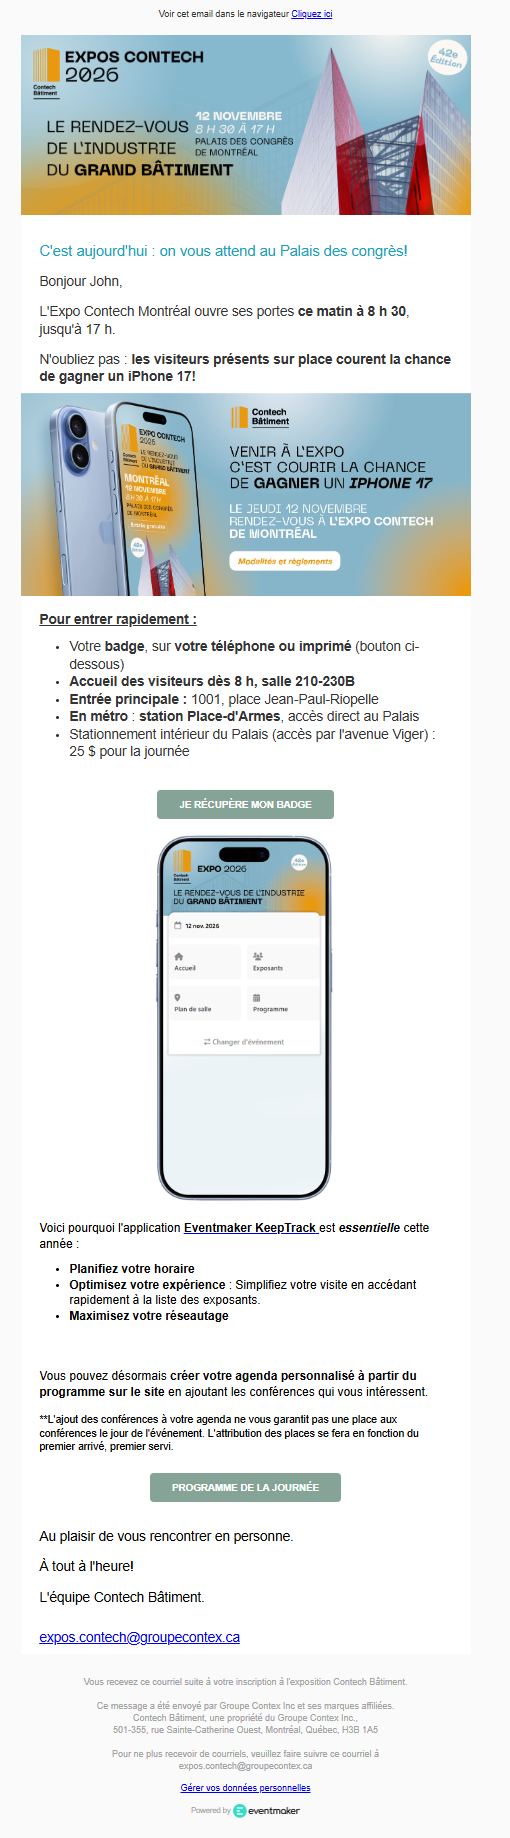 Voir cet email dans le navigateur Cliquez ici
EXPOS CONTECH
2026
Contech
Bâtiment
42e
Édition
LE RENDEZ-VOUS
DE L'INDUSTRIE
DU GRAND BÂTIMENT
12 NOVEMBRE
8 H 30 À 17 H
PALAIS DES CONGRÈS
DE MONTRÉAL
C'est aujourd'hui : on vous attend au Palais des congrès!
Bonjour John,
L'Expo Contech Montréal ouvre ses portes ce matin à 8 h 30,
jusqu'à 17 h.
N'oubliez pas : les visiteurs présents sur place courent la chance
de gagner un iPhone 17!
EXPO CONTECH
2026
Contech
Bâtiment
LE RENDEZ-VOUS
DE L'INDUSTRIE
DU GRAND BÂTIMENT
MONTRÉAL
12 NOVEMBRE
8 H 30 À 17 H
PALAIS DES CONGRÈS
DE MONTRÉAL
Entrée gratuite
42e
Édition
Contech
Bâtiment
VENIR À L'EXPO
C'EST COURIR LA CHANCE
DE GAGNER UN IPHONE 17
LE JEUDI 12 NOVEMBRE
RENDEZ-VOUS À L'EXPO CONTECH
DE MONTRÉAL
Modalités et règlements
Pour entrer rapidement :
• Votre badge, sur votre téléphone ou imprimé (bouton ci-
dessous)
• Accueil des visiteurs dès 8 h, salle 210-230B
• Entrée principale : 1001, place Jean-Paul-Riopelle
• En métro : station Place-d'Armes, accès direct au Palais
• Stationnement intérieur du Palais (accès par l'avenue Viger) :
25 $ pour la journée
JE RÉCUPÈRE MON BADGE
Contech
Bâtiment
EXPO 2026
42e
Édition
LE RENDEZ-VOUS DE L'INDUSTRIE
DU GRAND BÂTIMENT
12 nov. 2026
Accueil
Exposants
Plan de salle
Programme
Changer d'événement
Voici pourquoi l'application Eventmaker KeepTrack est essentielle cette
année :
• Planifiez votre horaire
• Optimisez votre expérience : Simplifiez votre visite en accédant
rapidement à la liste des exposants.
• Maximisez votre réseautage
Vous pouvez désormais créer votre agenda personnalisé à partir du
programme sur le site en ajoutant les conférences qui vous intéressent.
**L'ajout des conférences à votre agenda ne vous garantit pas une place aux
conférences le jour de l'événement. L'attribution des places se fera en fonction du
premier arrivé, premier servi.
PROGRAMME DE LA JOURNÉE
Au plaisir de vous rencontrer en personne.
À tout à l'heure!
L'équipe Contech Bâtiment.
expos.contech@groupecontex.ca
Vous recevez ce courriel suite à votre inscription à l'exposition Contech Bâtiment.
Ce message a été envoyé par Groupe Contex Inc et ses marques affiliées.
Contech Bâtiment, une propriété du Groupe Contex Inc.,
501-355, rue Sainte-Catherine Ouest, Montréal, Québec, H3B 1A5
Pour ne plus recevoir de courriels, veuillez faire suivre ce courriel à
expos.contech@groupecontex.ca
Gérer vos données personnelles
Powered by eventmaker